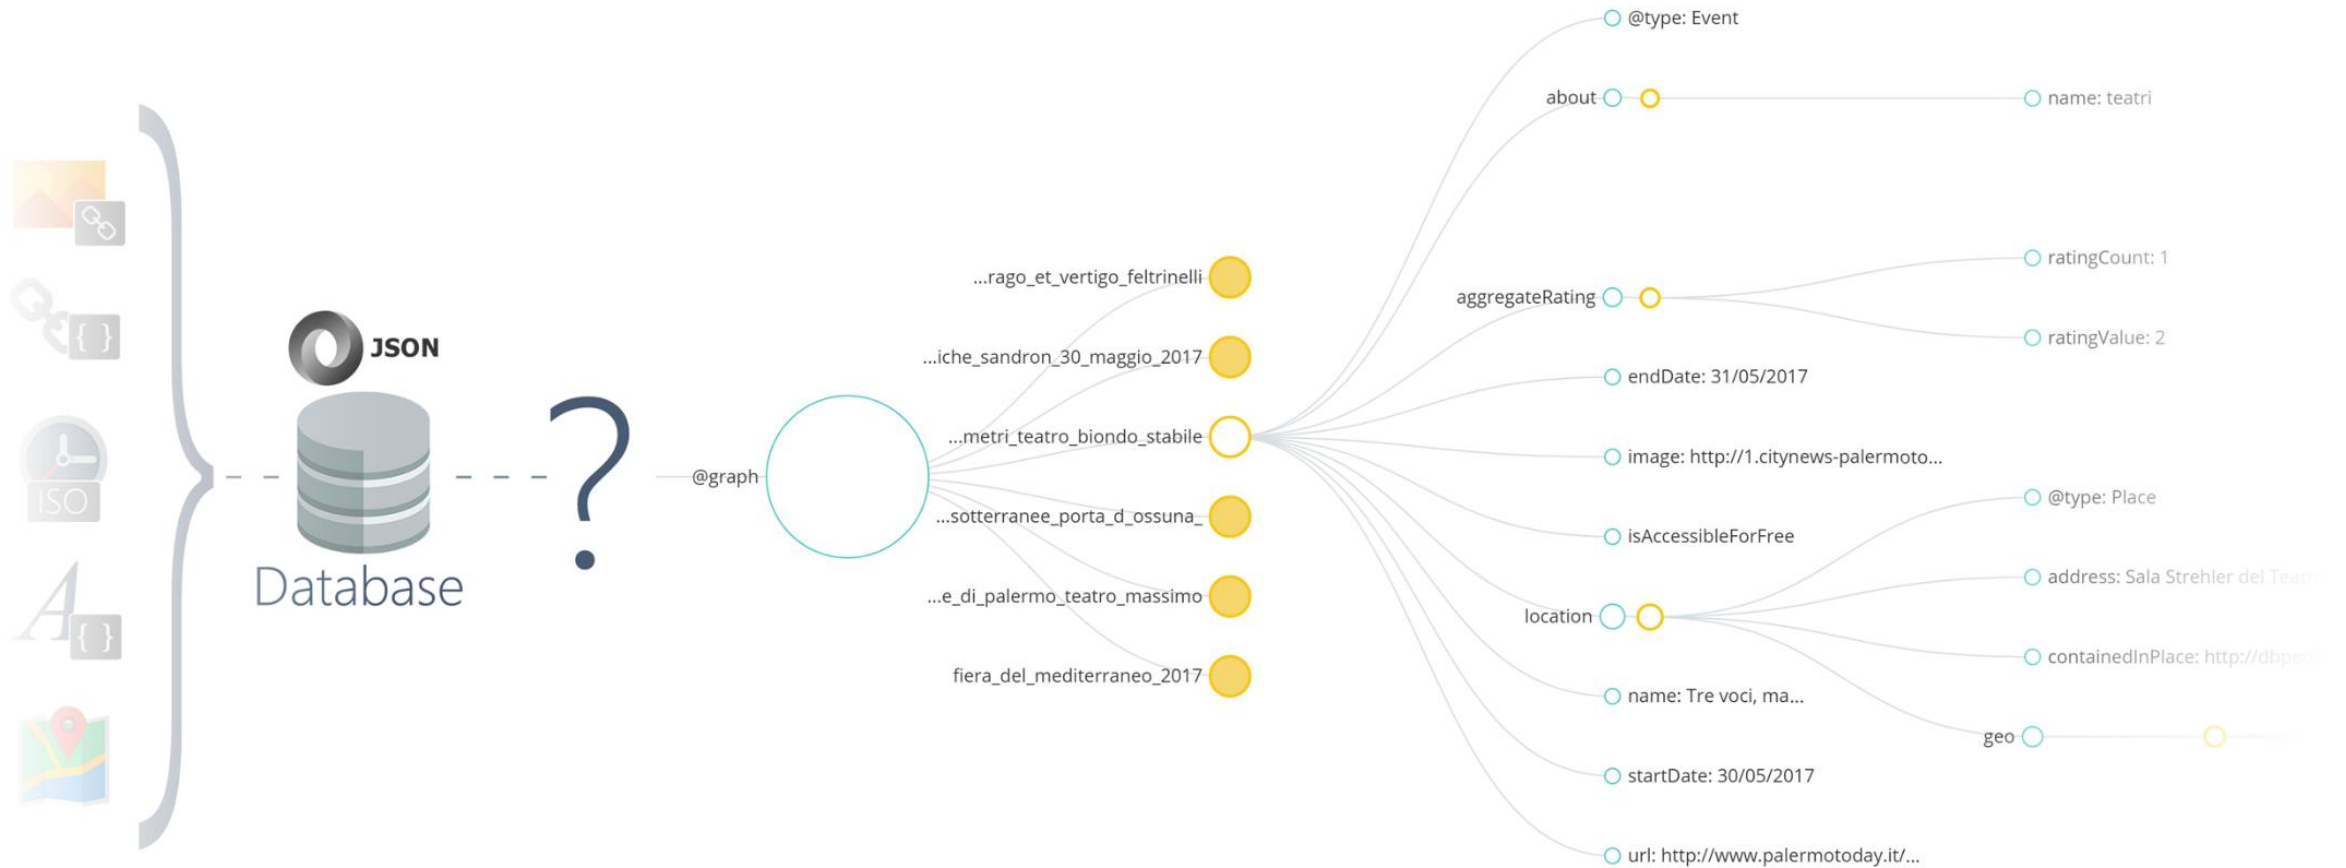 { }
ISO
A
{ }
JSON
Database
?
@graph
...rago_et_vertigo_feltrinelli
...iche_sandron_30_maggio_2017
...metri_teatro_biondo_stabile
...sotterranee_porta_d_ossuna_
...e_di_palermo_teatro_massimo
fiera_del_mediterraneo_2017
@type: Event
about
name: teatri
aggregateRating
ratingCount: 1
ratingValue: 2
endDate: 31/05/2017
image: http://1.citynews-palermoto...
isAccessibleForFree
location
@type: Place
address: Sala Strehler del
containedInPlace:
geo
name: Tre voci, ma...
startDate: 30/05/2017
url: http://www.palermotoday.it/...